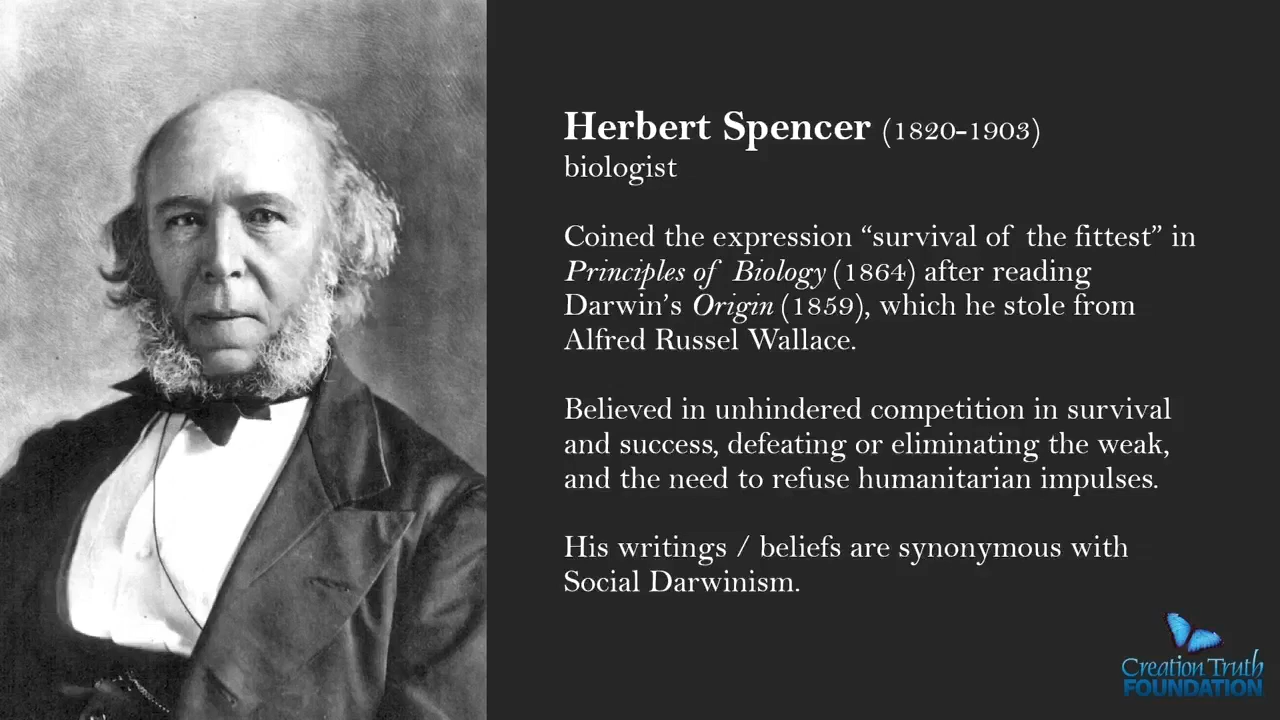 Herbert Spencer (1820-1903)
biologist
Coined the expression “survival of the fittest” in
Principles of Biology (1864) after reading
Darwin’s Origin (1859), which he stole from
Alfred Russel Wallace.
Believed in unhindered competition in survival
and success, defeating or eliminating the weak,
and the need to refuse humanitarian impulses.
His writings / beliefs are synonymous with
Social Darwinism.
Creation Truth
FOUNDATION